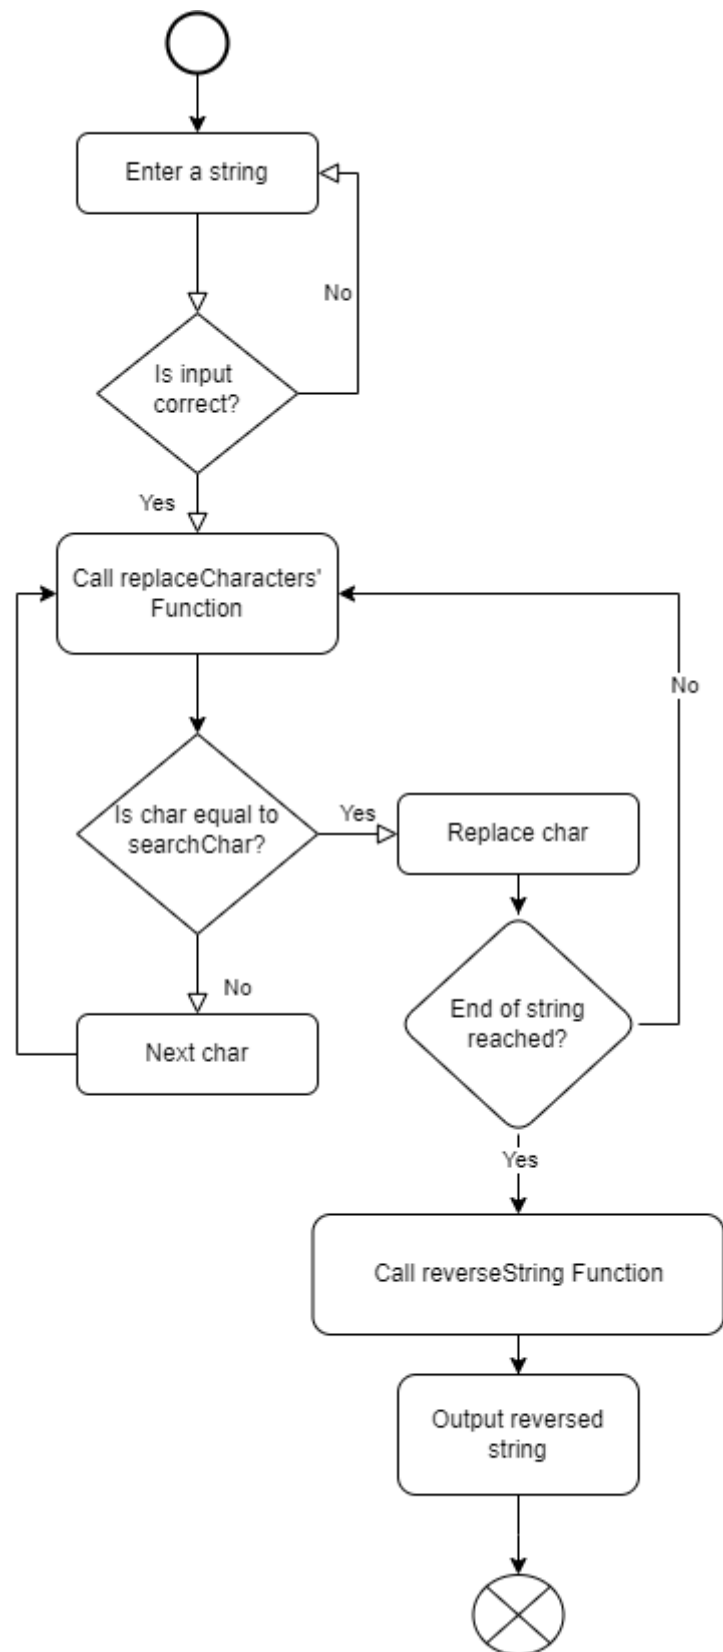 Enter a string
No
Is input
correct?
Yes
Call replaceCharacters'
Function
No
Is char equal to
searchChar?
Yes
Replace char
No
Next char
End of string
reached?
Yes
Call reverseString Function
Output reversed
string